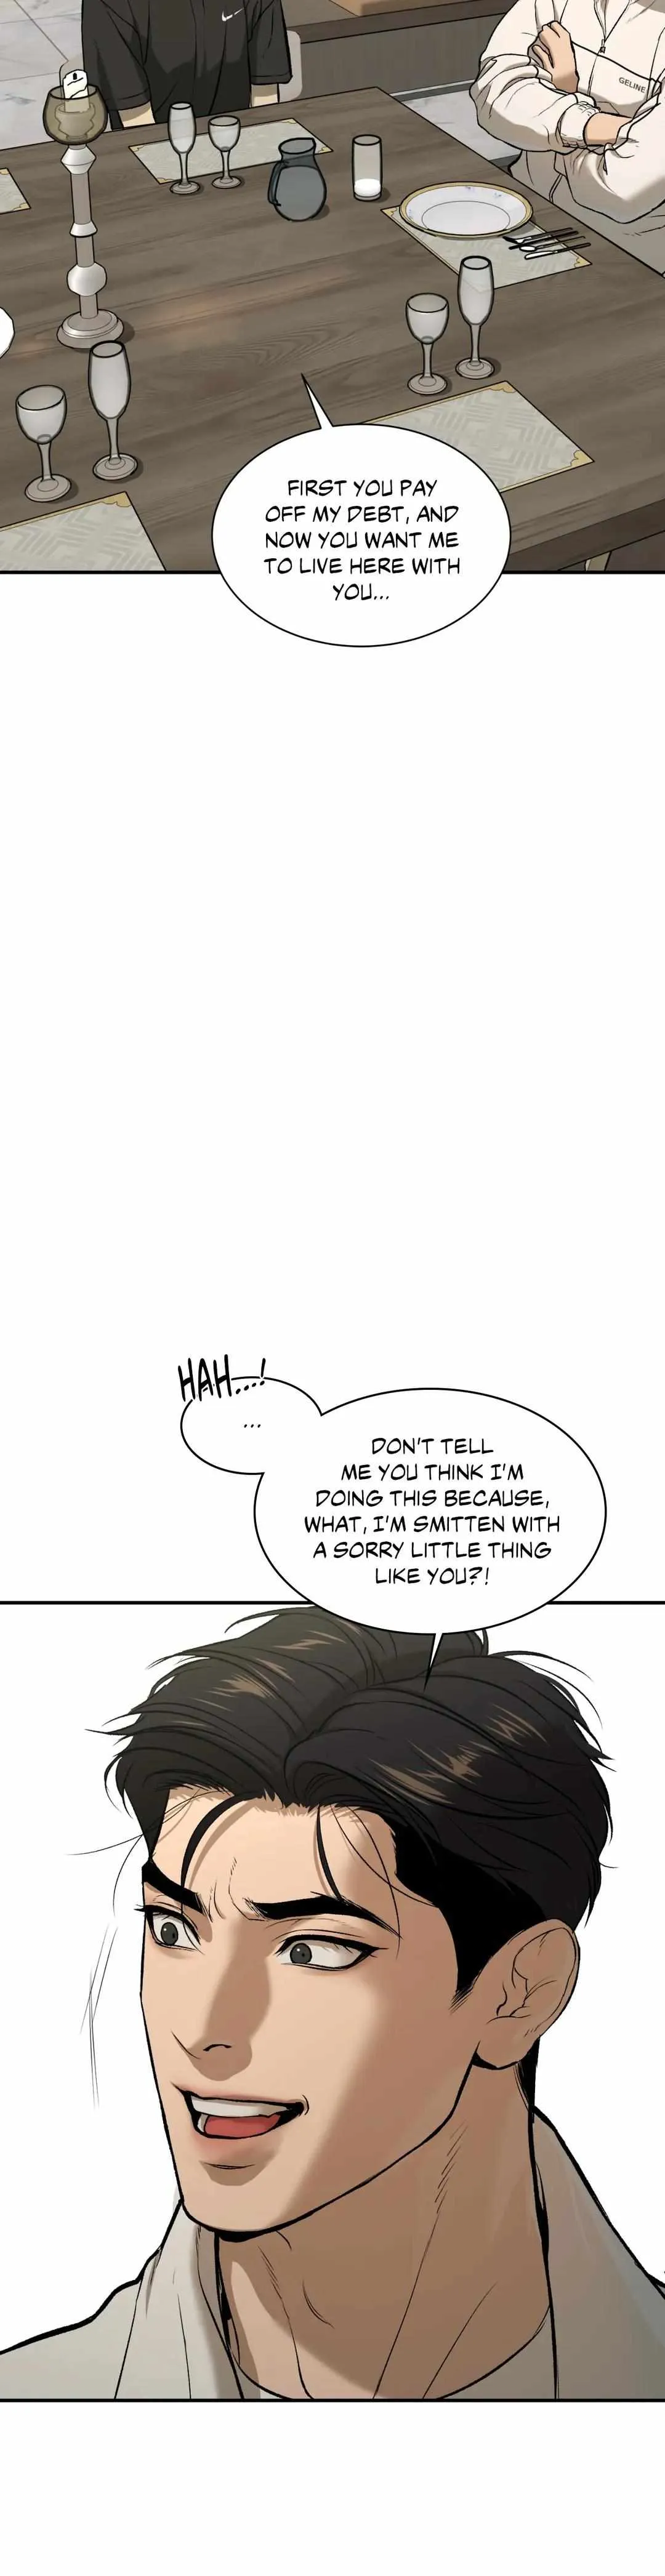 GELINE
FIRST YOU PAY
OFF MY DEBT, AND
NOW YOU WANT ME
TO LIVE HERE WITH
YOU...
HAH...!
...
DON'T TELL
ME YOU THINK I'M
DOING THIS BECAUSE,
WHAT, I'M SMITTEN WITH
A SORRY LITTLE THING
LIKE YOU?!